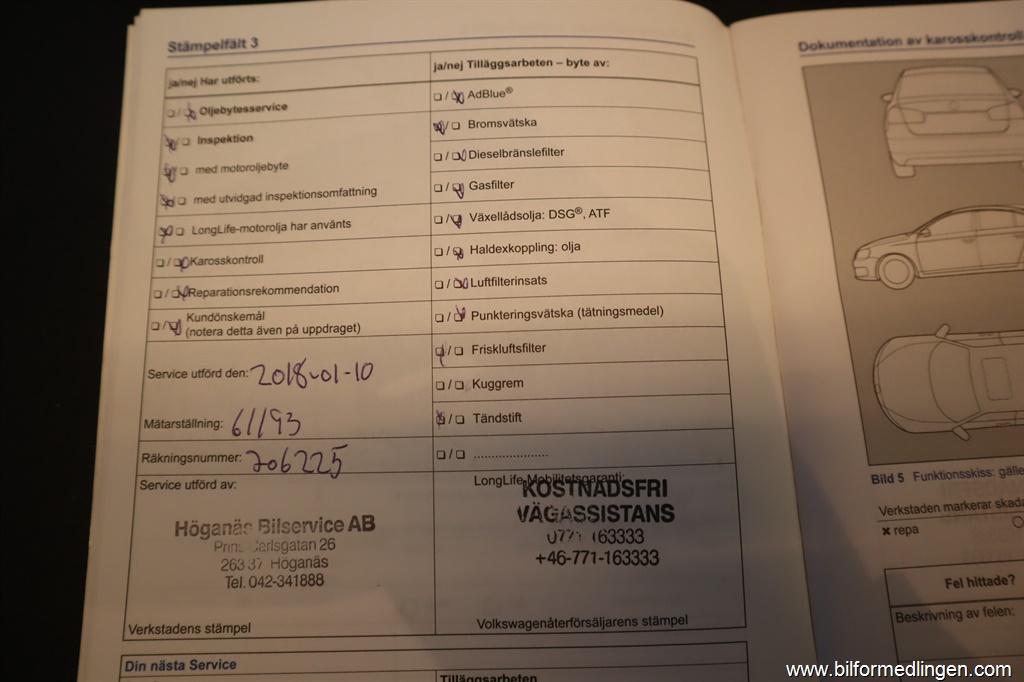 Stämpelfält 3
ja/nej Har utförts:
Oljebytesservice
Inspektion
med motoroljebyte
med utvidgad inspektionsomfattning
LongLife-motorolja har använts
Karosskontroll
Reparationsrekommendation
Kundönskemål
(notera detta även på uppdraget)
Service utförd den: 2018-01-10
Mätarställning: 61193
Räkningsnummer: 206225
Service utförd av:
Höganäs Bilservice AB
Prins Carlsgatan 26
263 37 Höganäs
Tel. 042-341888
Verkstadens stämpel
ja/nej Tilläggsarbeten – byte av:
AdBlue®
Bromsvätska
Dieselbränslefilter
Gasfilter
Växellådsolja: DSG®, ATF
Haldexkoppling: olja
Luftfilterinsats
Punkteringsvätska (tätningsmedel)
Friskluftsfilter
Kuggrem
Tändstift
.....................
LongLife Mobilitetsgaranti:
KOSTNADSFRI
VÄGASSISTANS
0771 163333
+46-771-163333
Volkswagenåterförsäljarens stämpel
Din nästa Service
Tilläggsarbeten
Dokumentation av karosskontroll
Bild 5 Funktionsskiss: gäller
Verkstaden markerar skada
✖ repa
Fel hittade?
Beskrivning av felen:
www.bilformedlingen.com